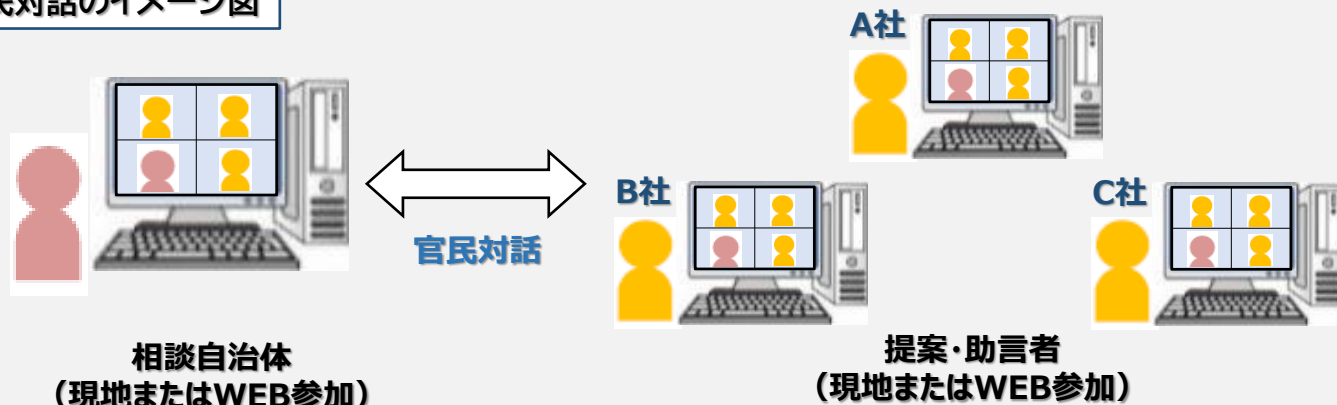 民対話のイメージ図
A社
B社
C社
官民対話
相談自治体
（現地またはWEB参加）
提案・助言者
（現地またはWEB参加）